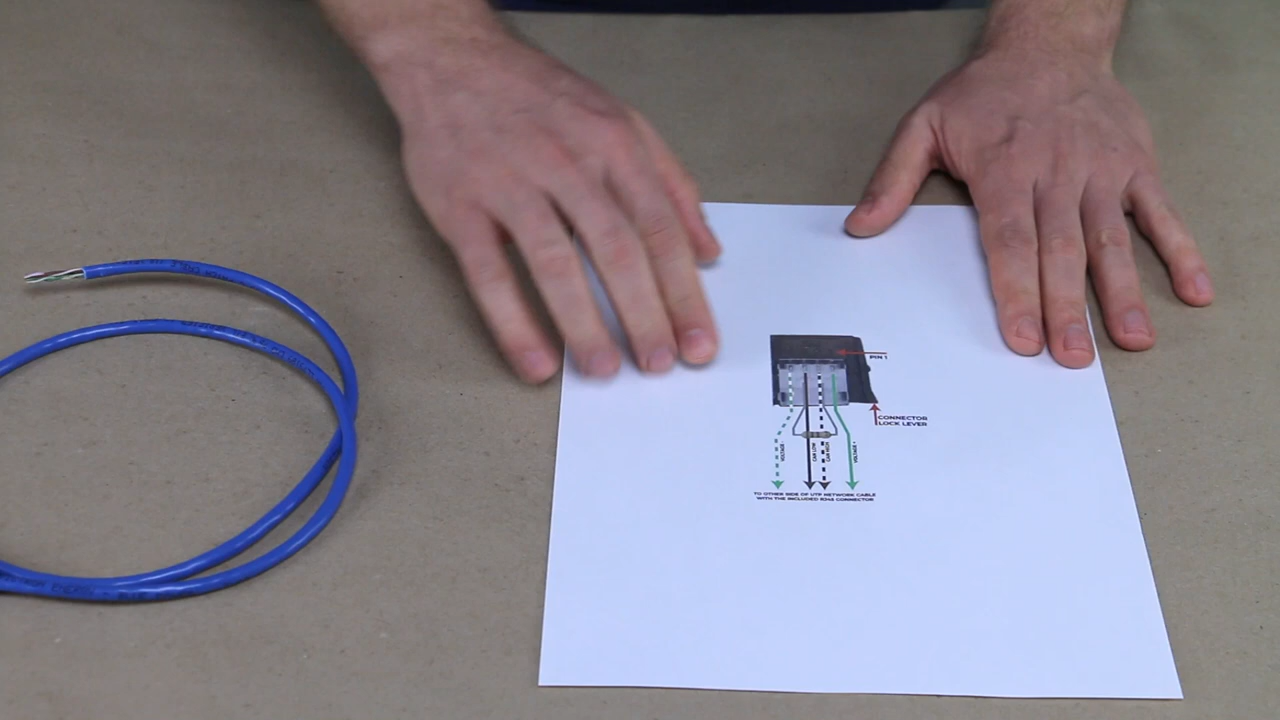 PIN 1
CONNECTOR
LOCK LEVER
VOLTAGE
CAN LOW
CAN HIGH
VOLTAGE +
TO OTHER SIDE OF UTP NETWORK CABLE
WITH THE INCLUDED RJ45 CONNECTOR